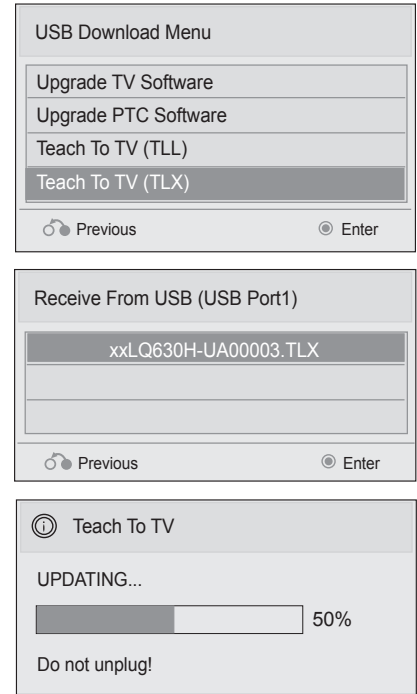 USB Download Menu
Upgrade TV Software
Upgrade PTC Software
Teach To TV (TLL)
Teach To TV (TLX)
Previous Enter
Receive From USB (USB Port1)
xxLQ630H-UA00003.TLX
Previous Enter
Teach To TV
UPDATING...
50%
Do not unplug!